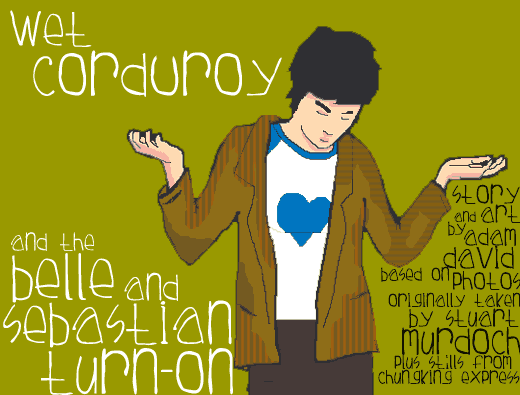 wet
corduroy
and the
belle and
sebastian
turn-on
story
and art
by adam
david
based on photos
originally taken
by stuart
murdoch
plus stills from
chungking express